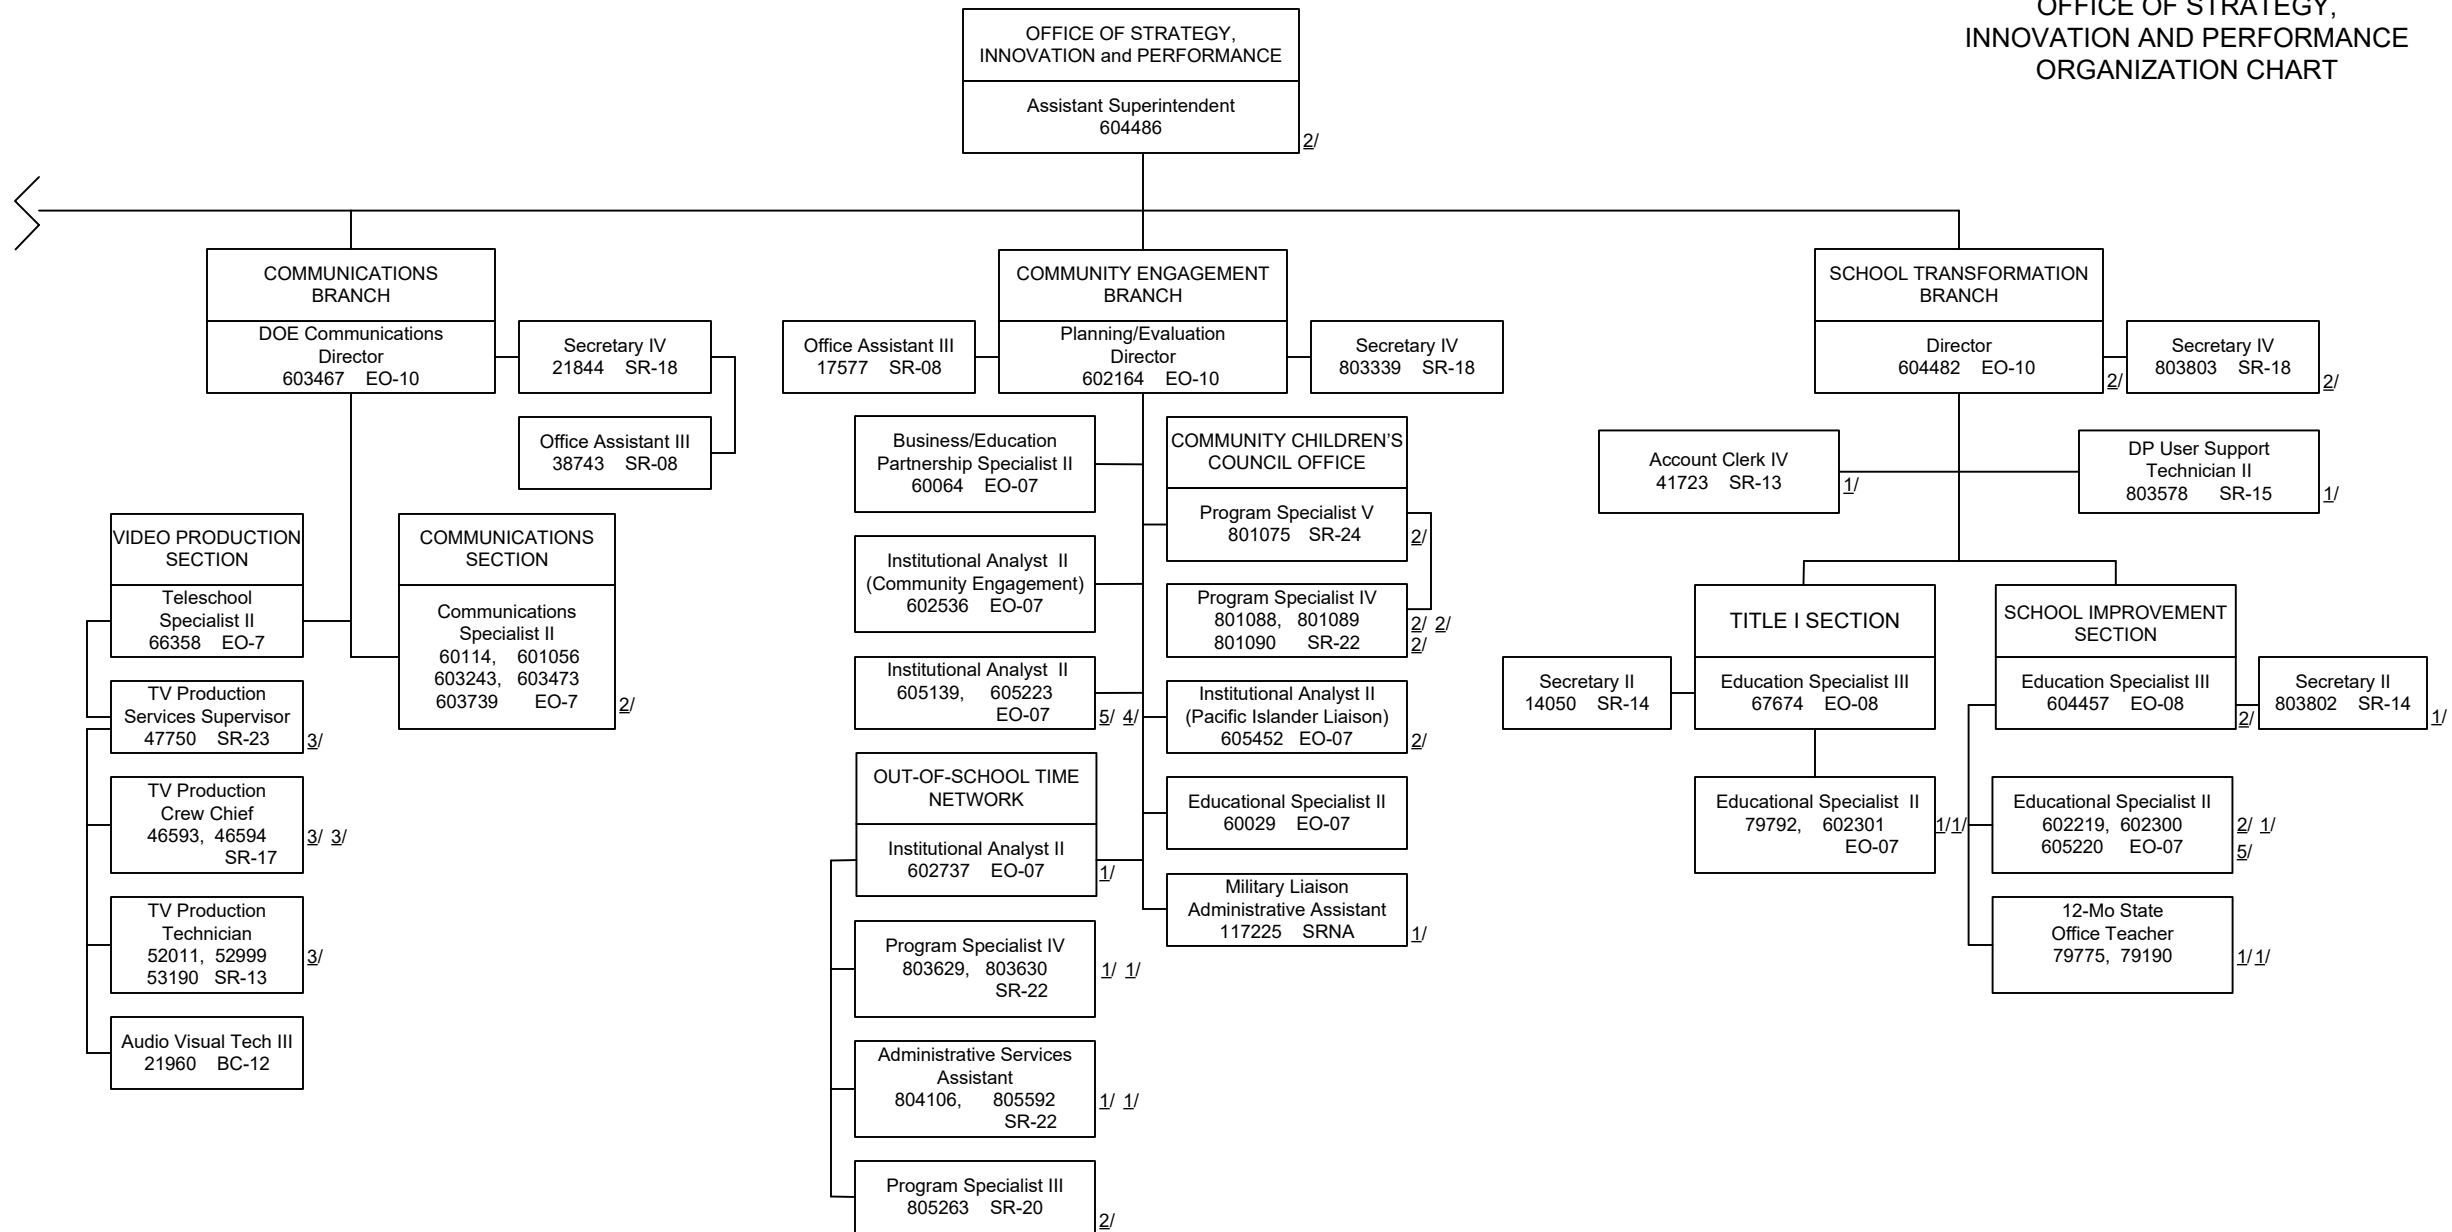 OFFICE OF STRATEGY,
INNOVATION AND PERFORMANCE
ORGANIZATION CHART
OFFICE OF STRATEGY,
INNOVATION and PERFORMANCE
Assistant Superintendent
604486
2/
COMMUNICATIONS
BRANCH
DOE Communications
Director
603467 EO-10
Secretary IV
21844 SR-18
Office Assistant III
38743 SR-08
VIDEO PRODUCTION
SECTION
Teleschool
Specialist II
66358 EO-7
TV Production
Services Supervisor
47750 SR-23
3/
TV Production
Crew Chief
46593, 46594
SR-17
3/ 3/
TV Production
Technician
52011, 52999
53190 SR-13
3/
Audio Visual Tech III
21960 BC-12
COMMUNICATIONS
SECTION
Communications
Specialist II
60114, 601056
603243, 603473
603739 EO-7
2/
COMMUNITY ENGAGEMENT
BRANCH
Planning/Evaluation
Director
602164 EO-10
Office Assistant III
17577 SR-08
Secretary IV
803339 SR-18
Business/Education
Partnership Specialist II
60064 EO-07
Institutional Analyst II
(Community Engagement)
602536 EO-07
Institutional Analyst II
605139, 605223
EO-07
5/ 4/
OUT-OF-SCHOOL TIME
NETWORK
Institutional Analyst II
602737 EO-07
1/
Program Specialist IV
803629, 803630
SR-22
1/ 1/
Administrative Services
Assistant
804106, 805592
SR-22
1/ 1/
Program Specialist III
805263 SR-20
2/
COMMUNITY CHILDREN'S
COUNCIL OFFICE
Program Specialist V
801075 SR-24
2/
Program Specialist IV
801088, 801089
801090 SR-22
2/ 2/
2/
Institutional Analyst II
(Pacific Islander Liaison)
605452 EO-07
2/
Educational Specialist II
60029 EO-07
Military Liaison
Administrative Assistant
117225 SRNA
1/
SCHOOL TRANSFORMATION
BRANCH
Director
604482 EO-10
2/
Secretary IV
803803 SR-18
2/
Account Clerk IV
41723 SR-13
1/
DP User Support
Technician II
803578 SR-15
1/
TITLE I SECTION
Education Specialist III
67674 EO-08
Secretary II
14050 SR-14
Educational Specialist II
79792, 602301
EO-07
1/1/
SCHOOL IMPROVEMENT
SECTION
Education Specialist III
604457 EO-08
2/
Secretary II
803802 SR-14
1/
Educational Specialist II
602219, 602300
605220 EO-07
2/ 1/
5/
12-Mo State
Office Teacher
79775, 79190
1/ 1/